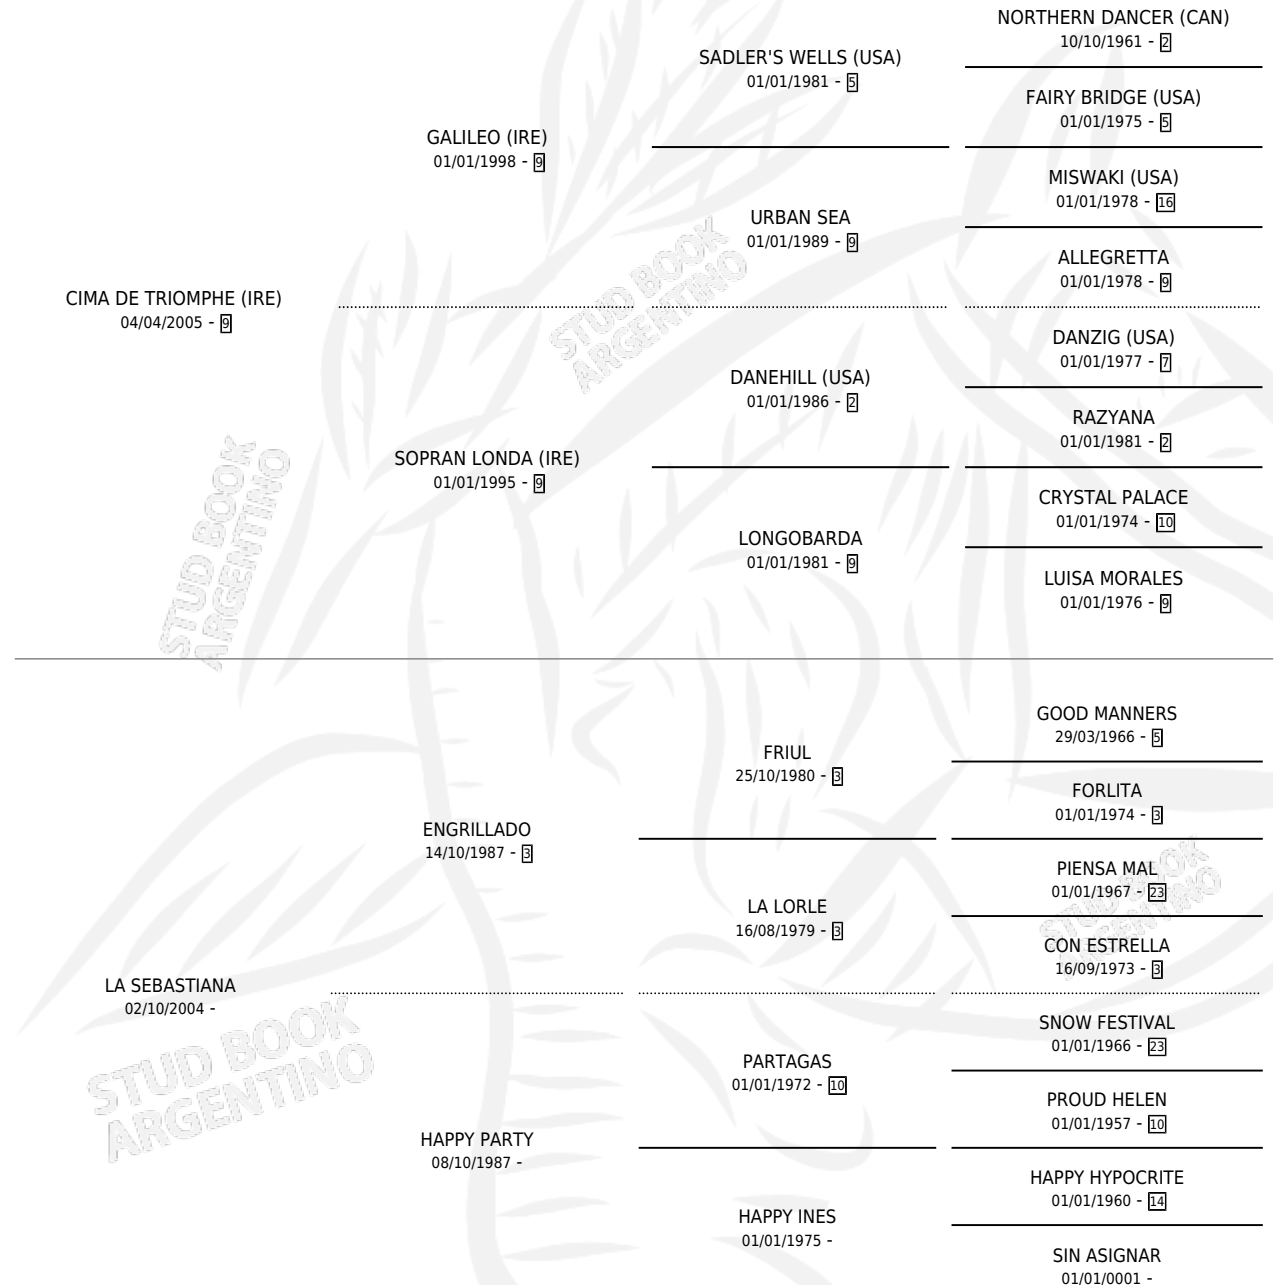 NORTHERN DANCER (CAN)
10/10/1961 - 2
SADLER'S WELLS (USA)
01/01/1981 - 5
FAIRY BRIDGE (USA)
01/01/1975 - 5
GALILEO (IRE)
01/01/1998 - 9
MISWAKI (USA)
01/01/1978 - 16
URBAN SEA
01/01/1989 - 9
ALLEGRETTA
01/01/1978 - 9
CIMA DE TRIOMPHE (IRE)
04/04/2005 - 9
DANZIG (USA)
01/01/1977 - 7
DANEHILL (USA)
01/01/1986 - 2
RAZYANA
01/01/1981 - 2
SOPRAN LONDA (IRE)
01/01/1995 - 9
CRYSTAL PALACE
01/01/1974 - 10
LONGOBARDA
01/01/1981 - 9
LUISA MORALES
01/01/1976 - 9
GOOD MANNERS
29/03/1966 - 5
FRIUL
25/10/1980 - 3
FORLITA
01/01/1974 - 3
ENGRILLADO
14/10/1987 - 3
PIENSA MAL
01/01/1967 - 23
LA LORLE
16/08/1979 - 3
CON ESTRELLA
16/09/1973 - 3
LA SEBASTIANA
02/10/2004 -
SNOW FESTIVAL
01/01/1966 - 23
PARTAGAS
01/01/1972 - 10
PROUD HELEN
01/01/1957 - 10
HAPPY PARTY
08/10/1987 -
HAPPY HYPOCRITE
01/01/1960 - 14
HAPPY INES
01/01/1975 -
SIN ASIGNAR
01/01/0001 -
STUD BOOK
ARGENTINO
STUD BOOK
ARGENTINO
STUD BOOK
ARGENTINO
STUD BOOK
ARGENTINO